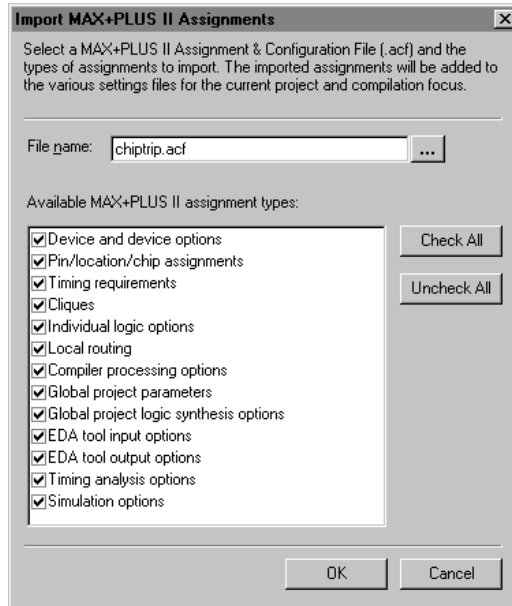 Import MAX+PLUS II Assignments
Select a MAX+PLUS II Assignment & Configuration File (.acf) and the
types of assignments to import. The imported assignments will be added to
the various settings files for the current project and compilation focus.
File name: chiptrip.acf ...
Available MAX+PLUS II assignment types:
Device and device options
Pin/location/chip assignments
Timing requirements
Cliques
Individual logic options
Local routing
Compiler processing options
Global project parameters
Global project logic synthesis options
EDA tool input options
EDA tool output options
Timing analysis options
Simulation options
Check All
Uncheck All
OK Cancel